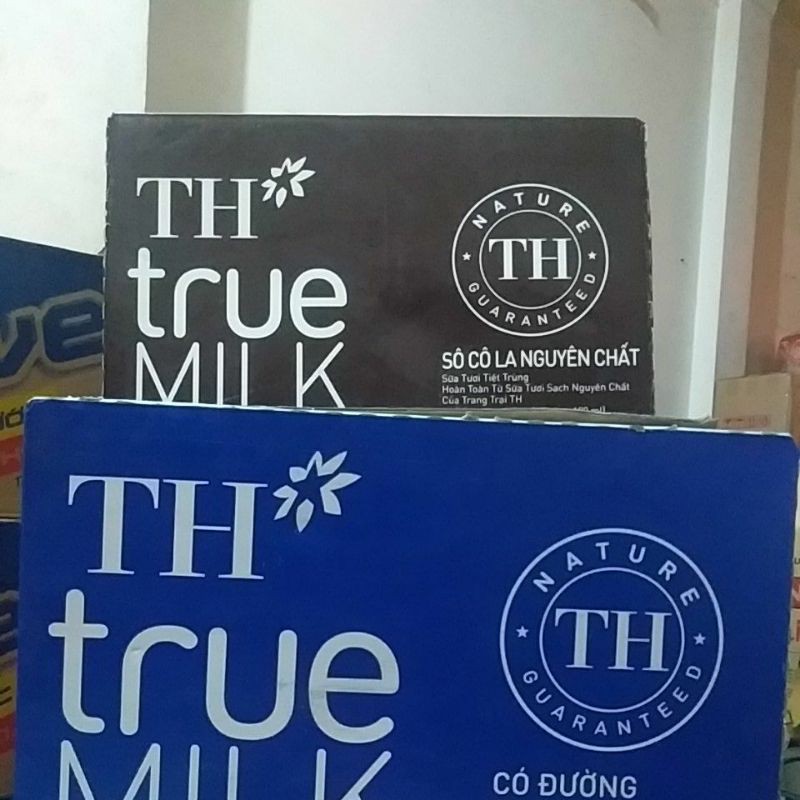 TH
true
MILK
NATURE
TH
GUARANTEED
SÔ CÔ LA NGUYÊN CHẤT
Sữa Tươi Tiệt Trùng
Hoàn Toàn Từ Sữa Tươi Sạch Nguyên Chất
Của Trang Trại TH
TH
true
MILK
NATURE
TH
GUARANTEED
CÓ ĐƯỜNG